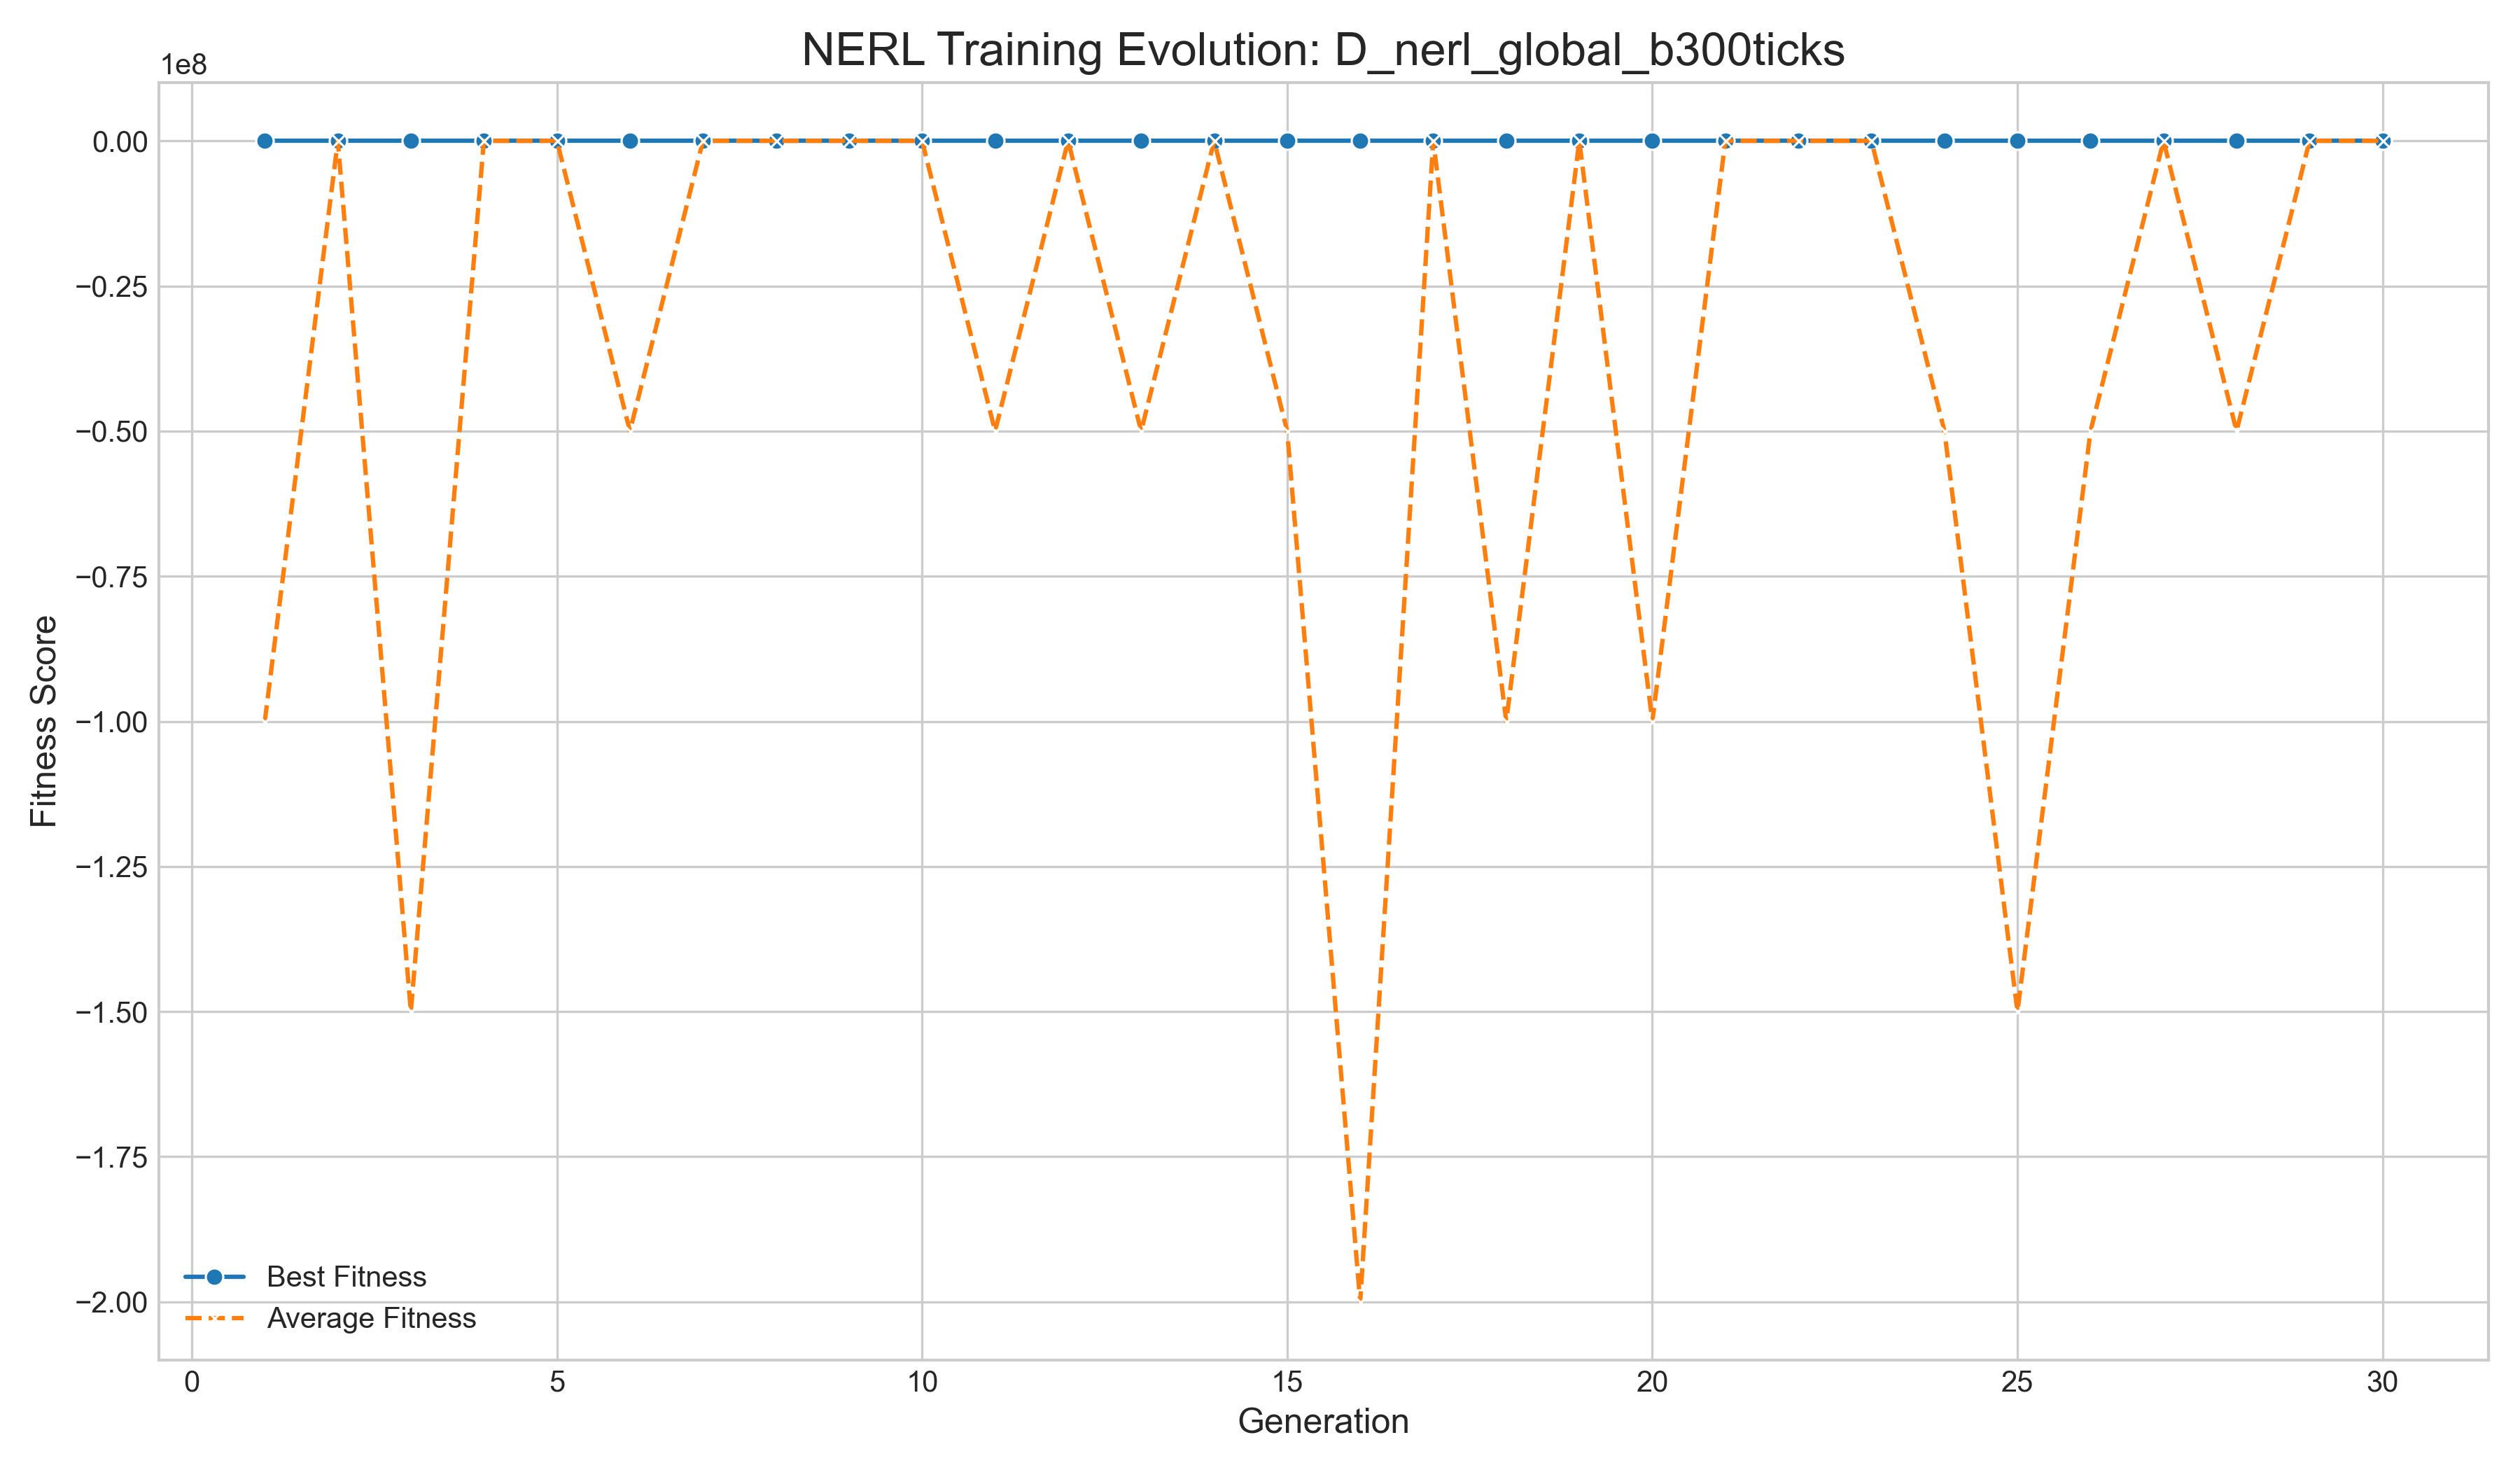 NERL Training Evolution: D_nerl_global_b300ticks
1e8
0.00
−0.25
−0.50
−0.75
−1.00
−1.25
−1.50
−1.75
−2.00
Fitness Score
Best Fitness
Average Fitness
0 5 10 15 20 25 30
Generation